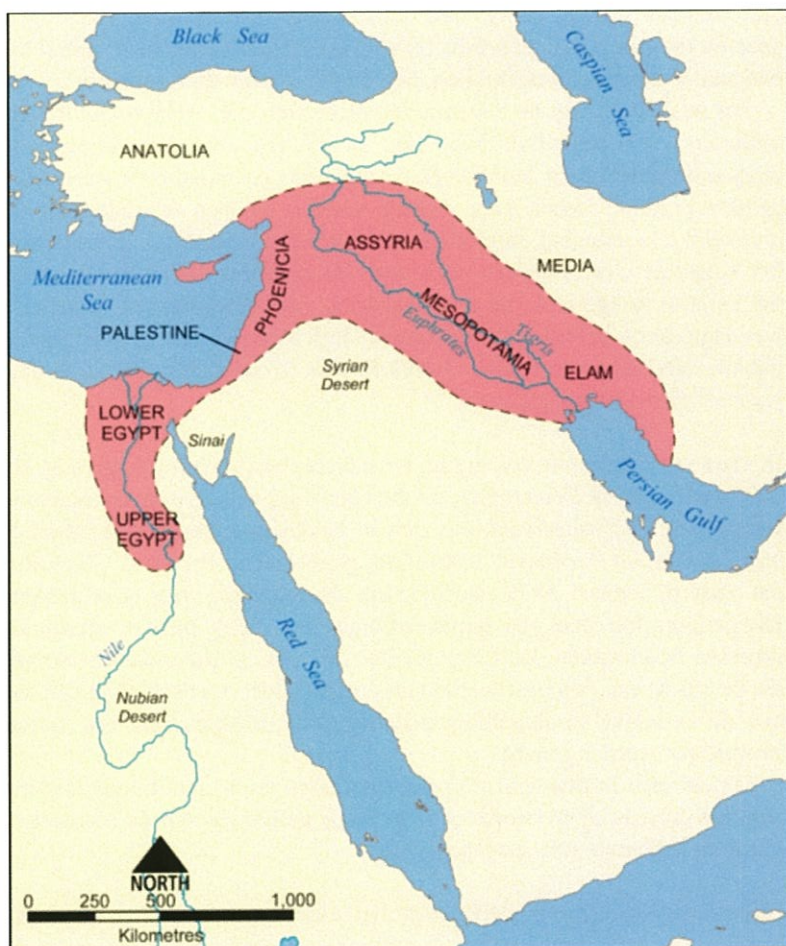 Black Sea
Caspian Sea
ANATOLIA
ASSYRIA
MEDIA
PHOENICIA
Mediterranean
Sea
MESOPOTAMIA
Euphrates
Tigris
PALESTINE
ELAM
Syrian
Desert
LOWER
EGYPT
Sinai
Persian Gulf
UPPER
EGYPT
Red Sea
Nile
Nubian
Desert
NORTH
0 250 500 1,000
Kilometres